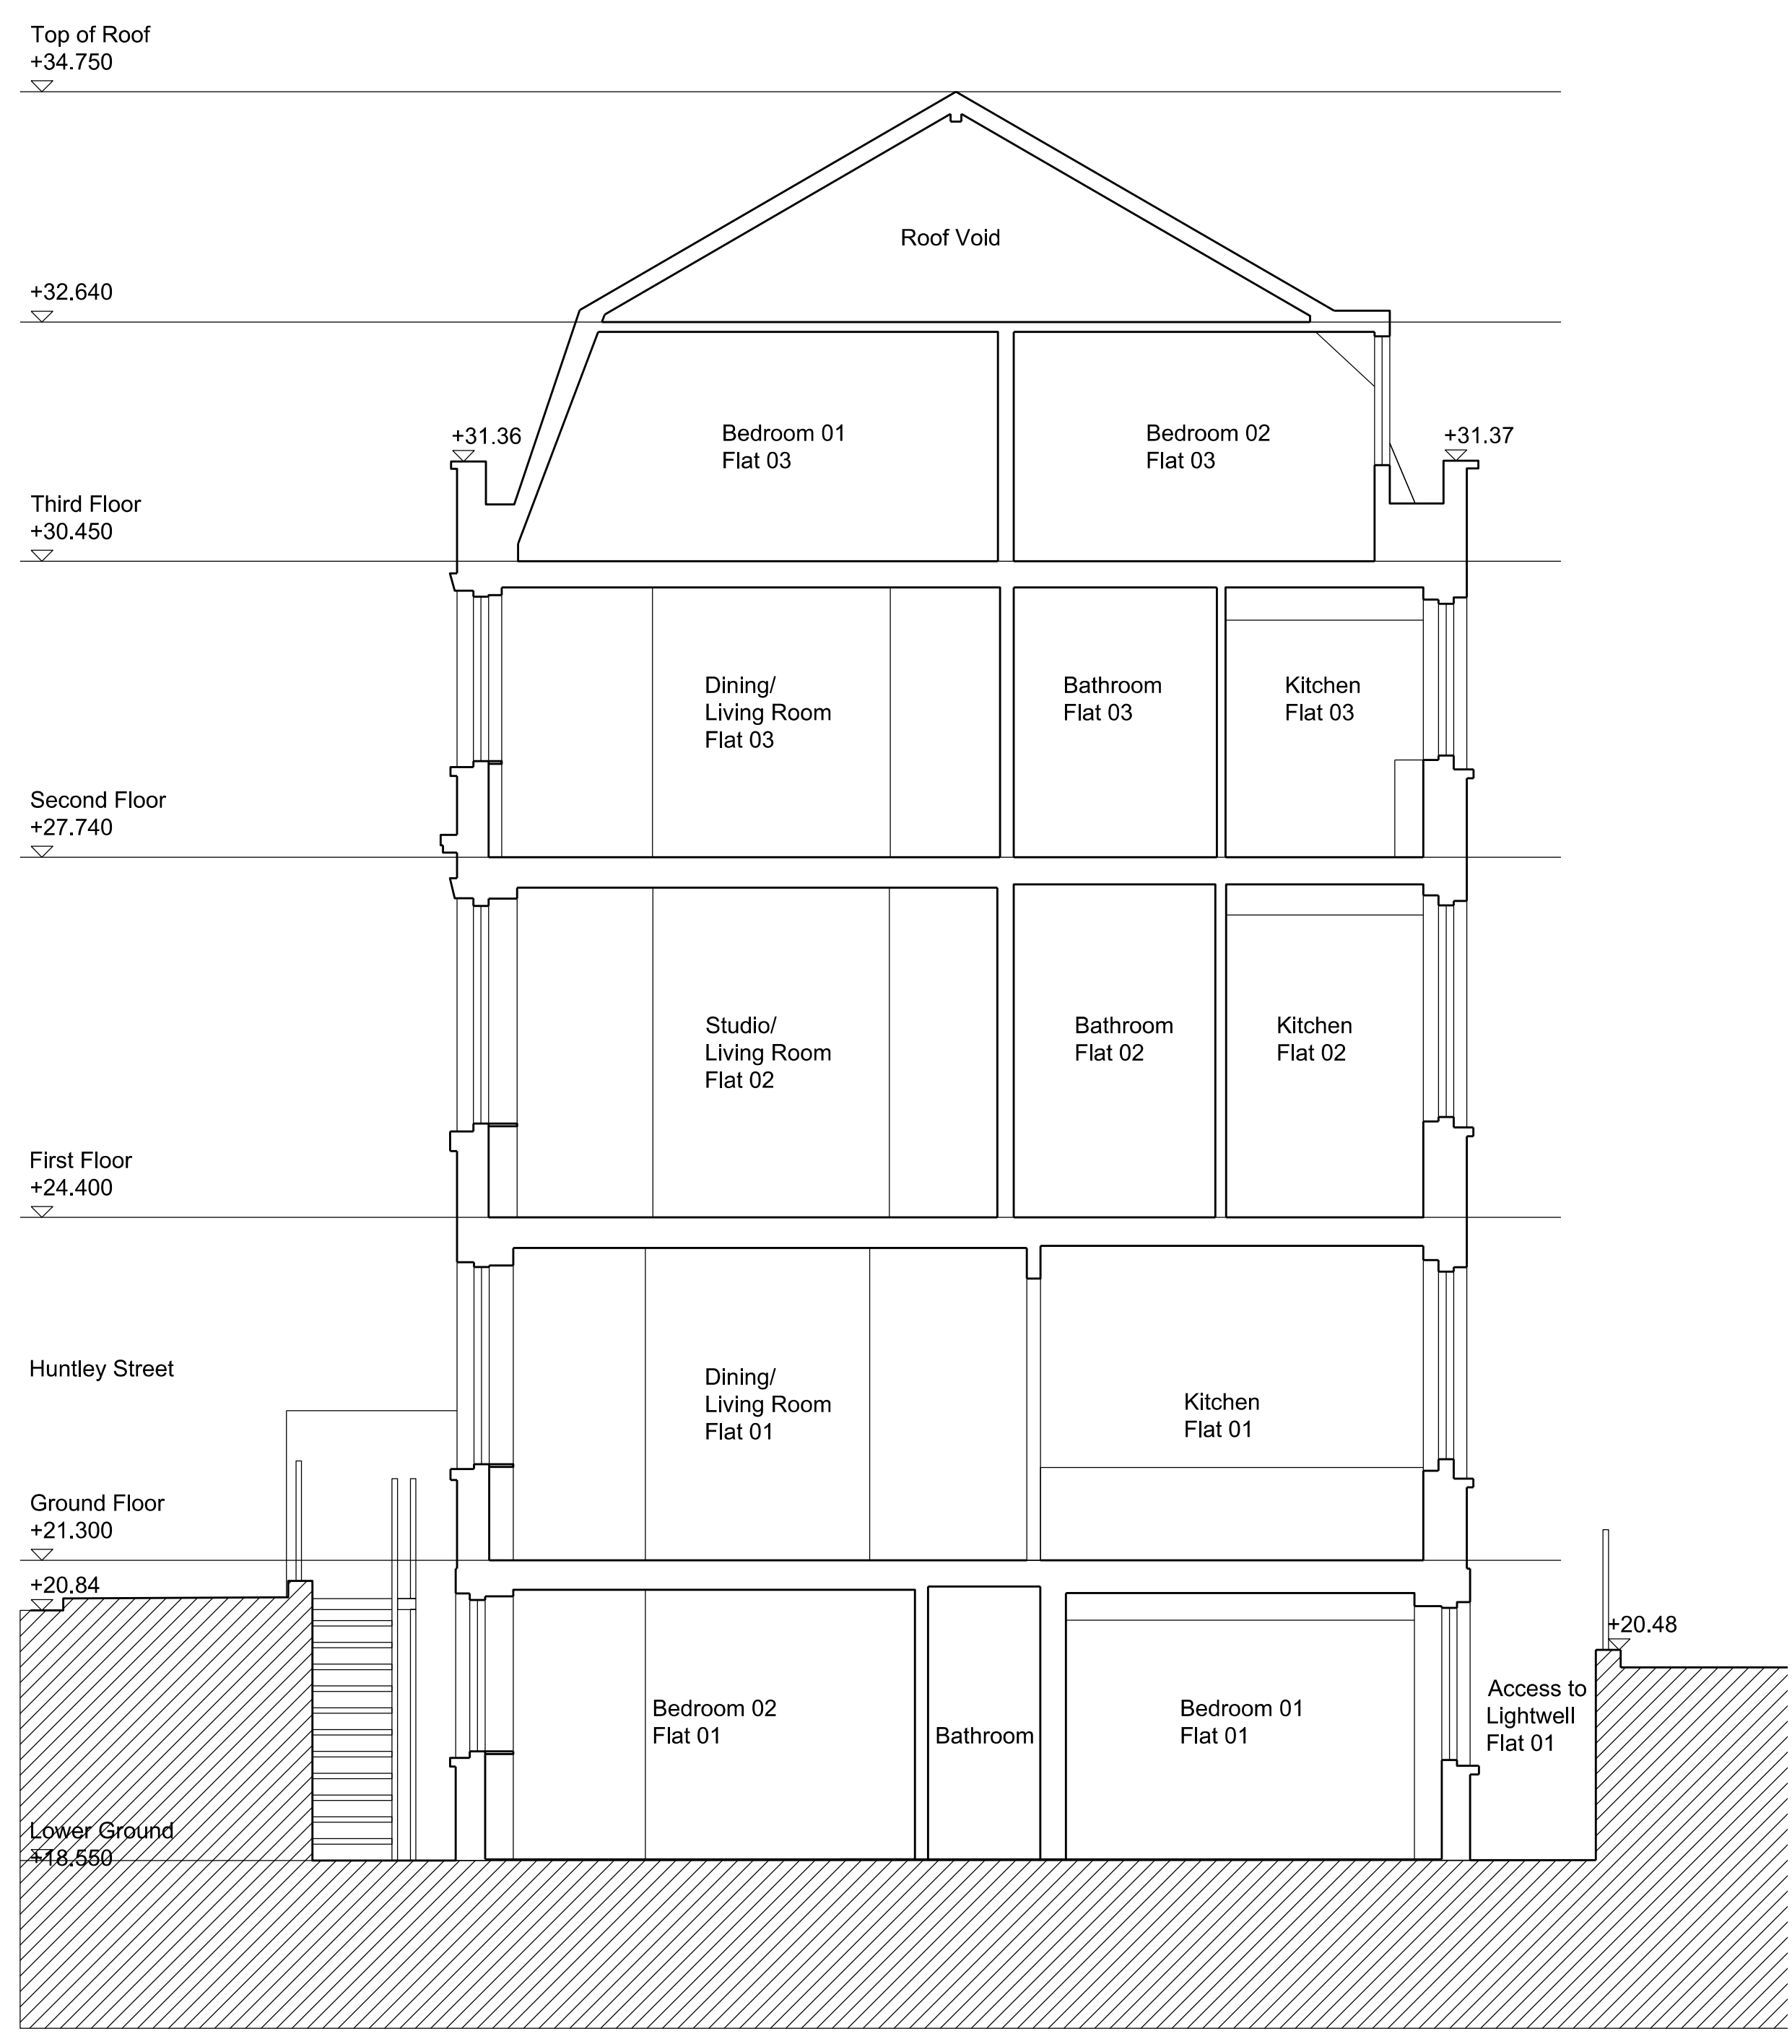 Top of Roof
+34.750
Roof Void
+32.640
Bedroom 01
Flat 03
Bedroom 02
Flat 03
+31.36
+31.37
Third Floor
+30.450
Dining/
Living Room
Flat 03
Bathroom
Flat 03
Kitchen
Flat 03
Second Floor
+27.740
Studio/
Living Room
Flat 02
Bathroom
Flat 02
Kitchen
Flat 02
First Floor
+24.400
Huntley Street
Dining/
Living Room
Flat 01
Kitchen
Flat 01
Ground Floor
+21.300
+20.84
+20.48
Bedroom 02
Flat 01
Bathroom
Bedroom 01
Flat 01
Access to
Lightwell
Flat 01
Lower Ground
+18.550